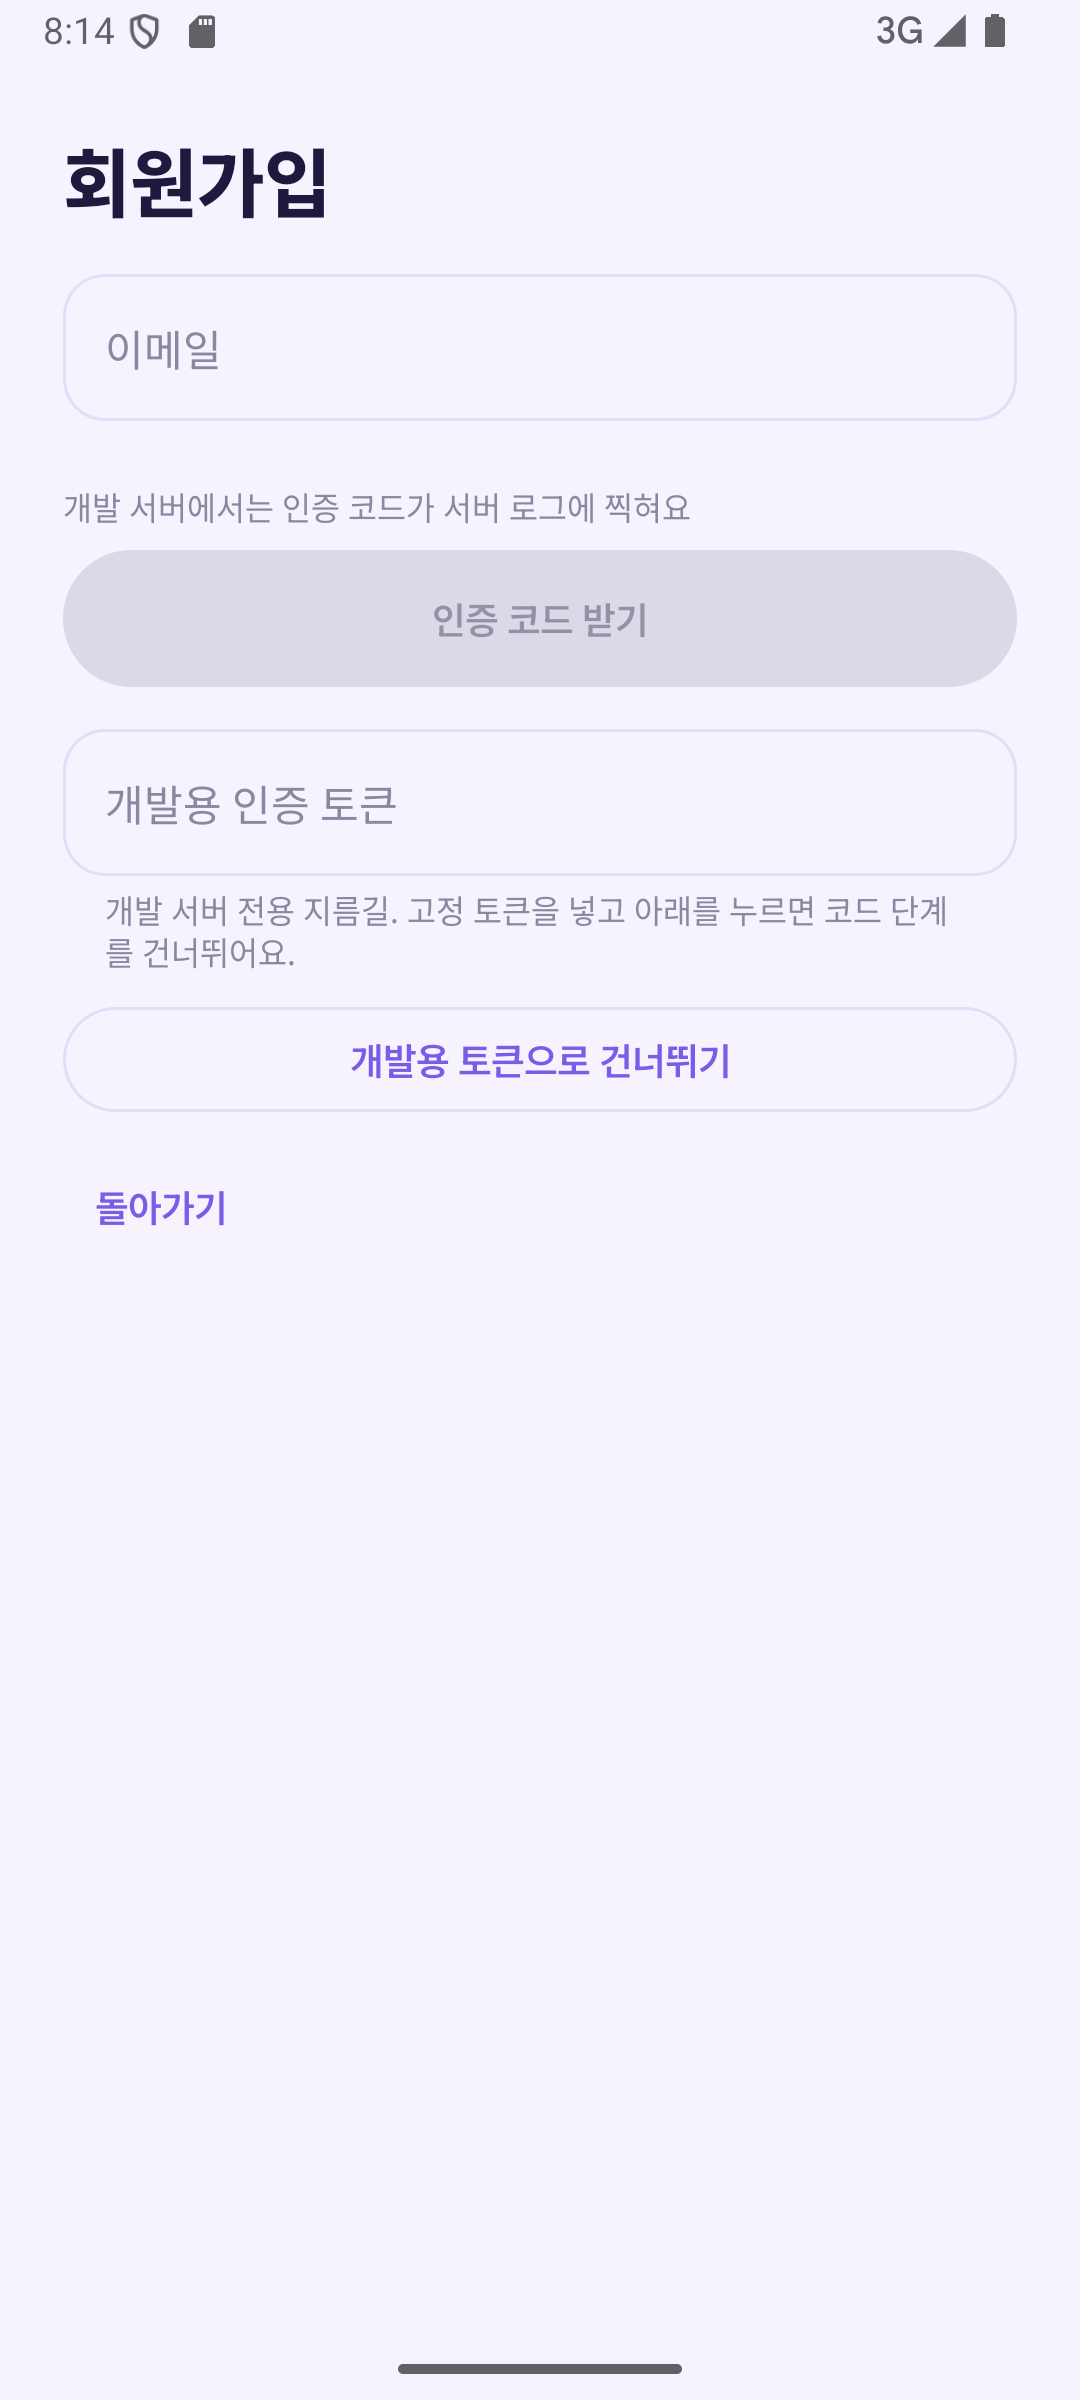 8:14
3G
회원가입
이메일
개발 서버에서는 인증 코드가 서버 로그에 찍혀요
인증 코드 받기
개발용 인증 토큰
개발 서버 전용 지름길. 고정 토큰을 넣고 아래를 누르면 코드 단계
를 건너뛰어요.
개발용 토큰으로 건너뛰기
돌아가기